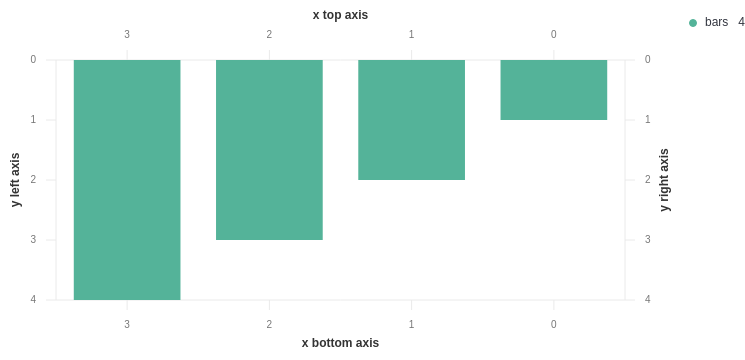 x top axis
bars 4
3 2 1 0
0 0
1 1
2 2
3 3
4 4
y left axis
y right axis
3 2 1 0
x bottom axis